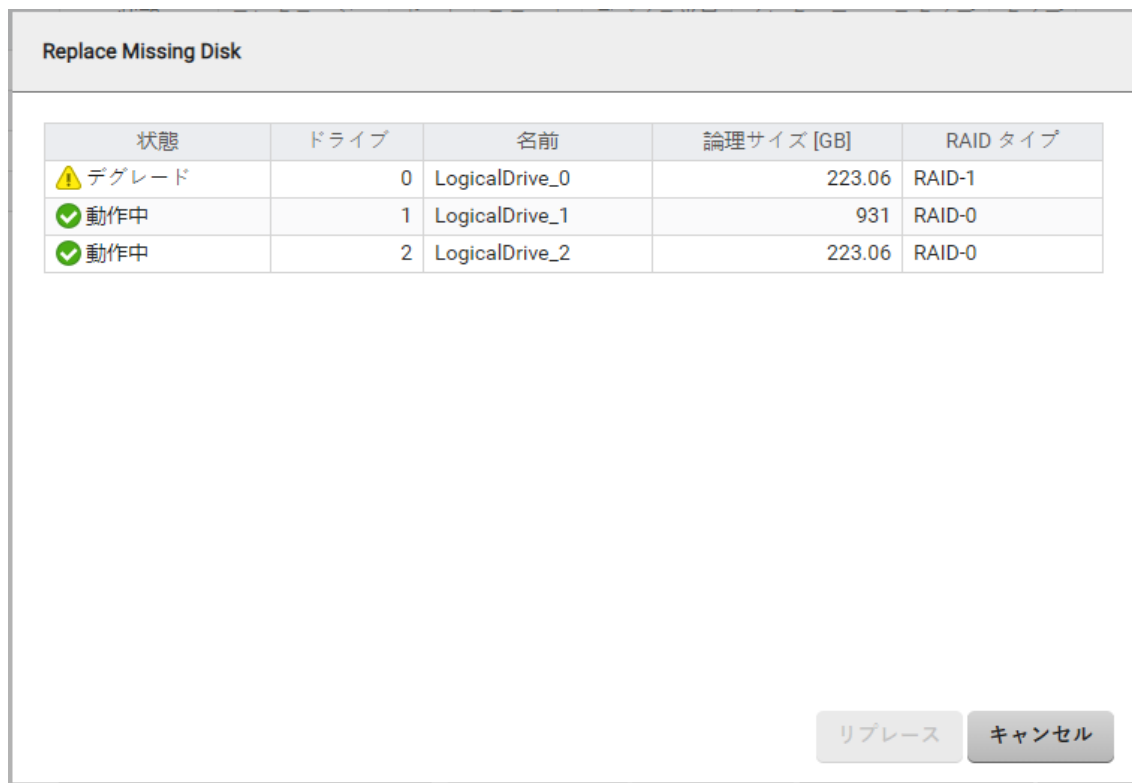 Replace Missing Disk
状態 ドライブ 名前 論理サイズ [GB] RAID タイプ
デグレード 0 LogicalDrive_0 223.06 RAID-1
動作中 1 LogicalDrive_1 931 RAID-0
動作中 2 LogicalDrive_2 223.06 RAID-0
リプレース キャンセル